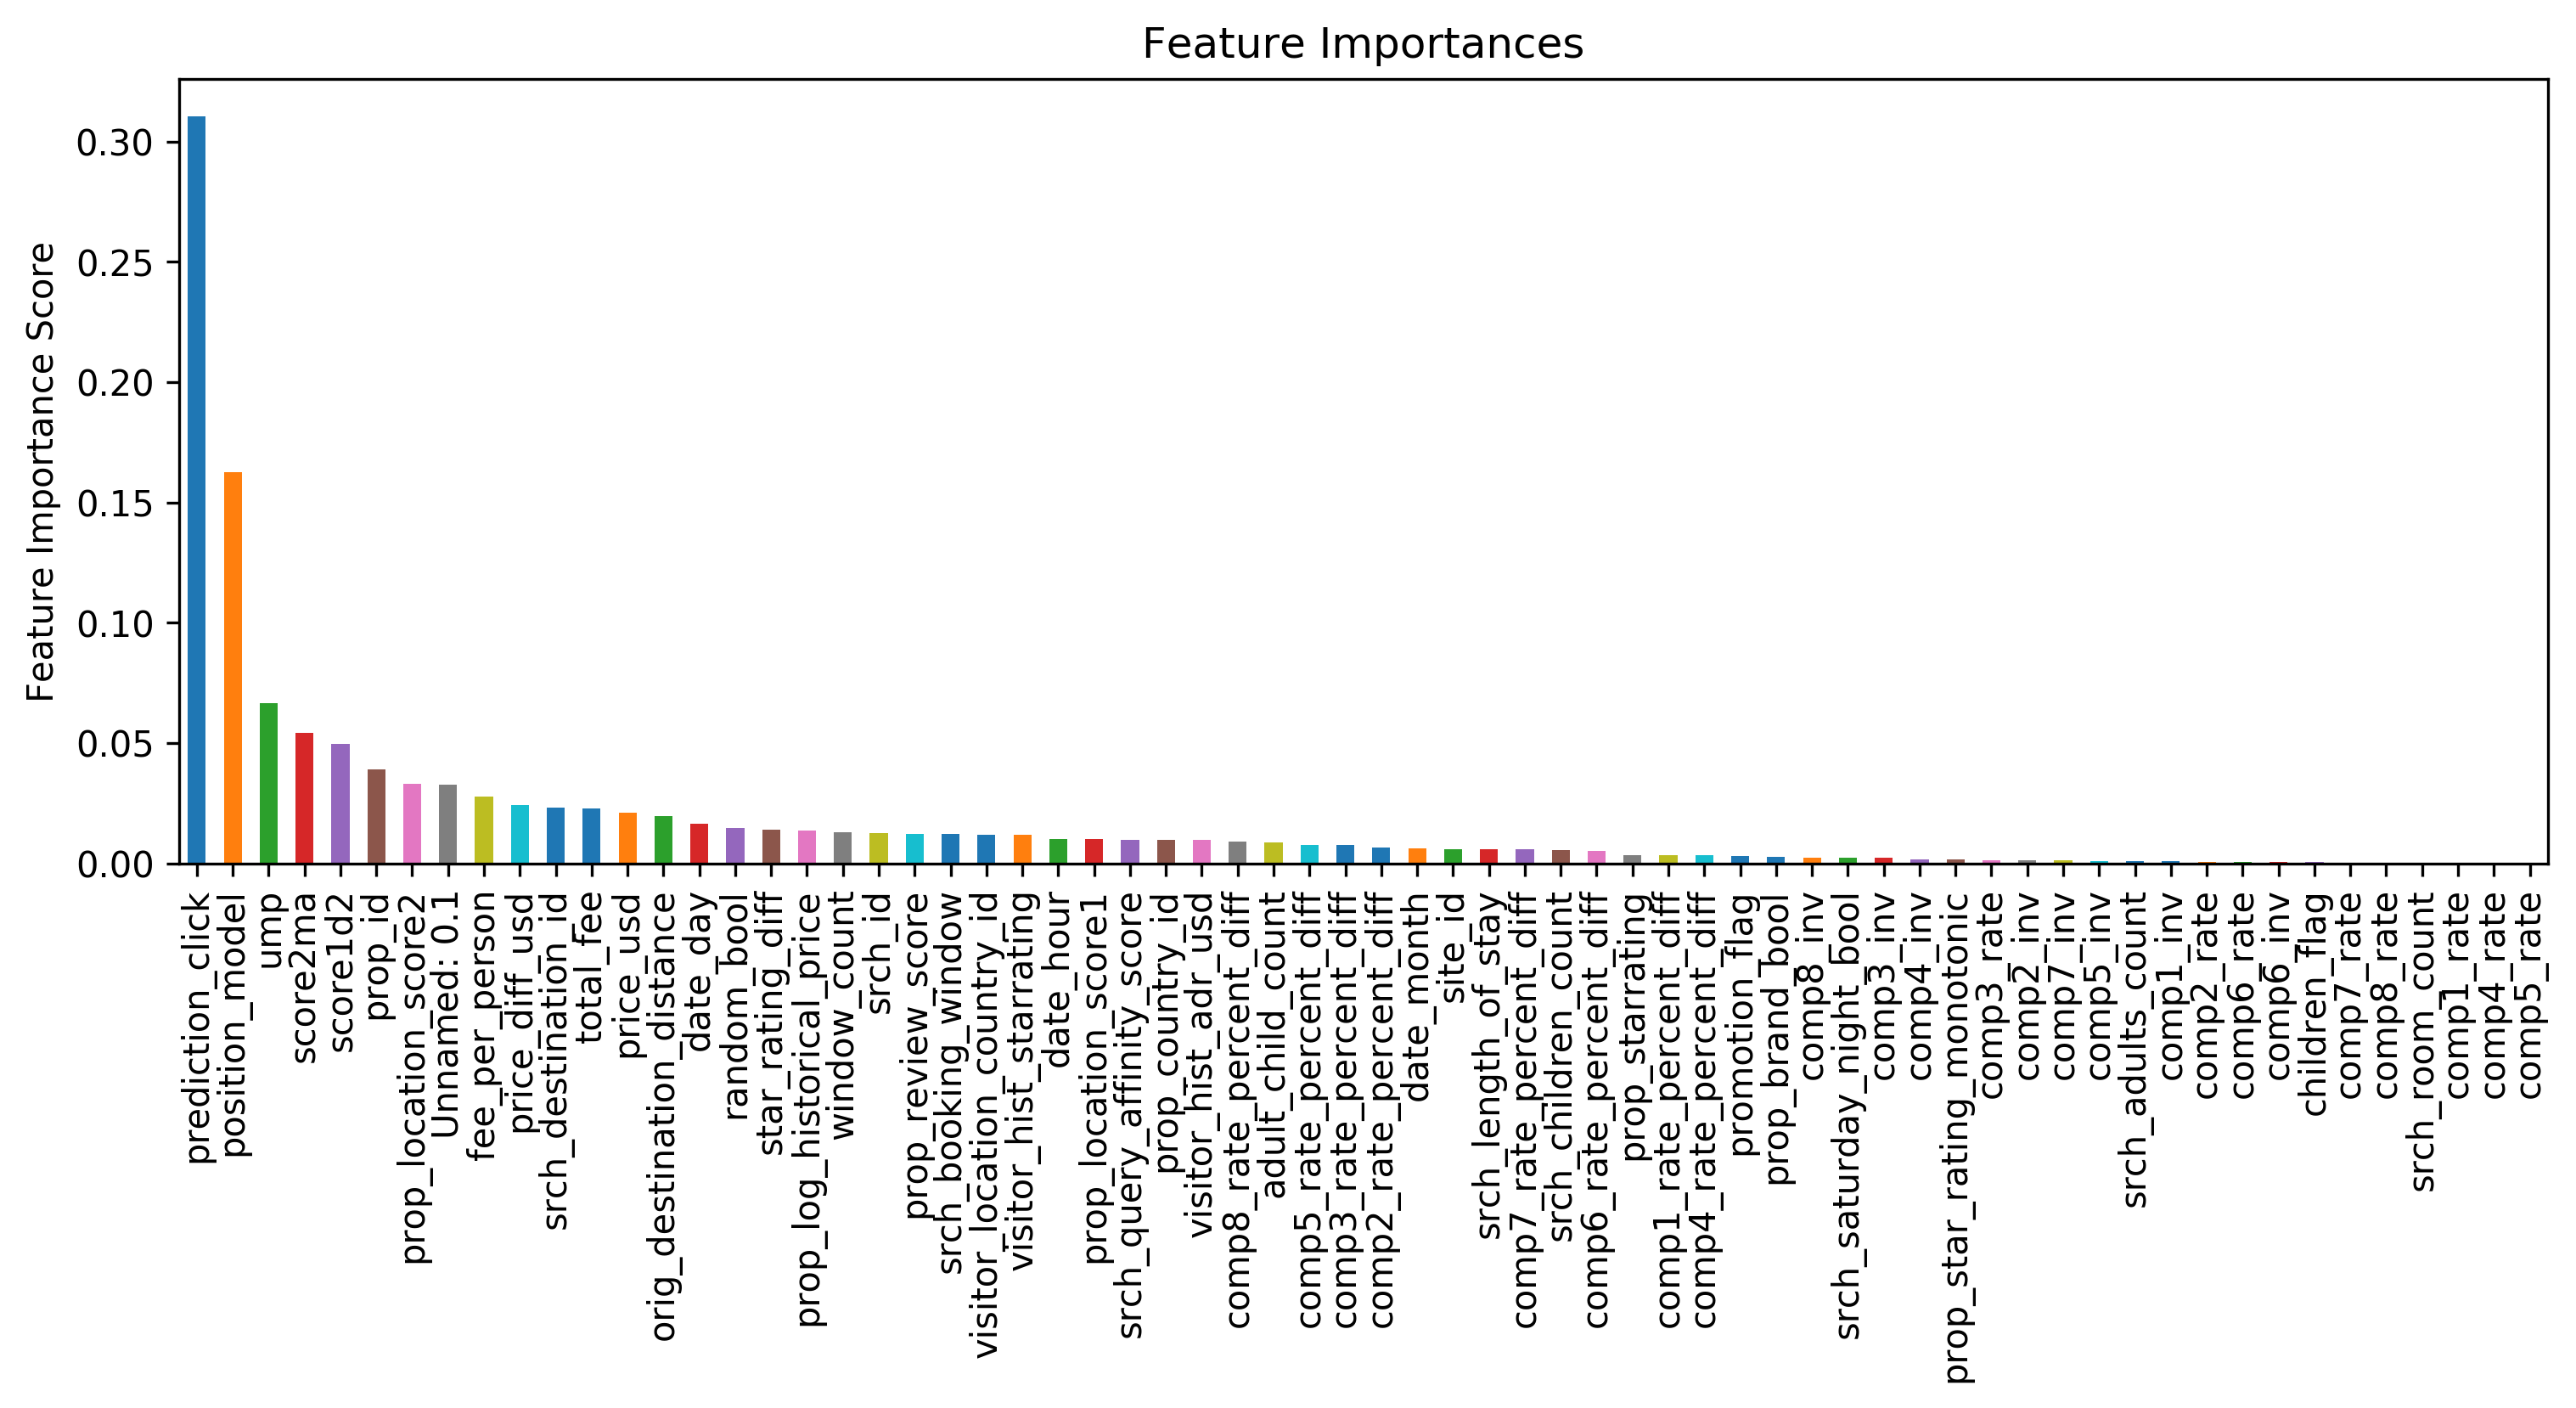 Feature Importances
Feature Importance Score
0.30
0.25
0.20
0.15
0.10
0.05
0.00
prediction_click
position_model
ump
score2ma
score1d2
prop_id
prop_location_score2
Unnamed: 0.1
fee_per_person
price_diff_usd
srch_destination_id
total_fee
price_usd
orig_destination_distance
date_day
random_bool
star_rating_diff
prop_log_historical_price
window_count
srch_id
prop_review_score
srch_booking_window
visitor_location_country_id
visitor_hist_starrating
date_hour
prop_location_score1
srch_query_affinity_score
prop_country_id
visitor_hist_adr_usd
comp8_rate_percent_diff
adult_child_count
comp5_rate_percent_diff
comp3_rate_percent_diff
comp2_rate_percent_diff
date_month
site_id
srch_length_of_stay
comp7_rate_percent_diff
srch_children_count
comp6_rate_percent_diff
prop_starrating
comp1_rate_percent_diff
comp4_rate_percent_diff
promotion_flag
prop_brand_bool
comp8_inv
srch_saturday_night_bool
comp3_inv
comp4_inv
prop_star_rating_monotonic
comp3_rate
comp2_inv
comp7_inv
comp5_inv
srch_adults_count
comp1_inv
comp2_rate
comp6_rate
comp6_inv
children_flag
comp7_rate
comp8_rate
srch_room_count
comp1_rate
comp4_rate
comp5_rate